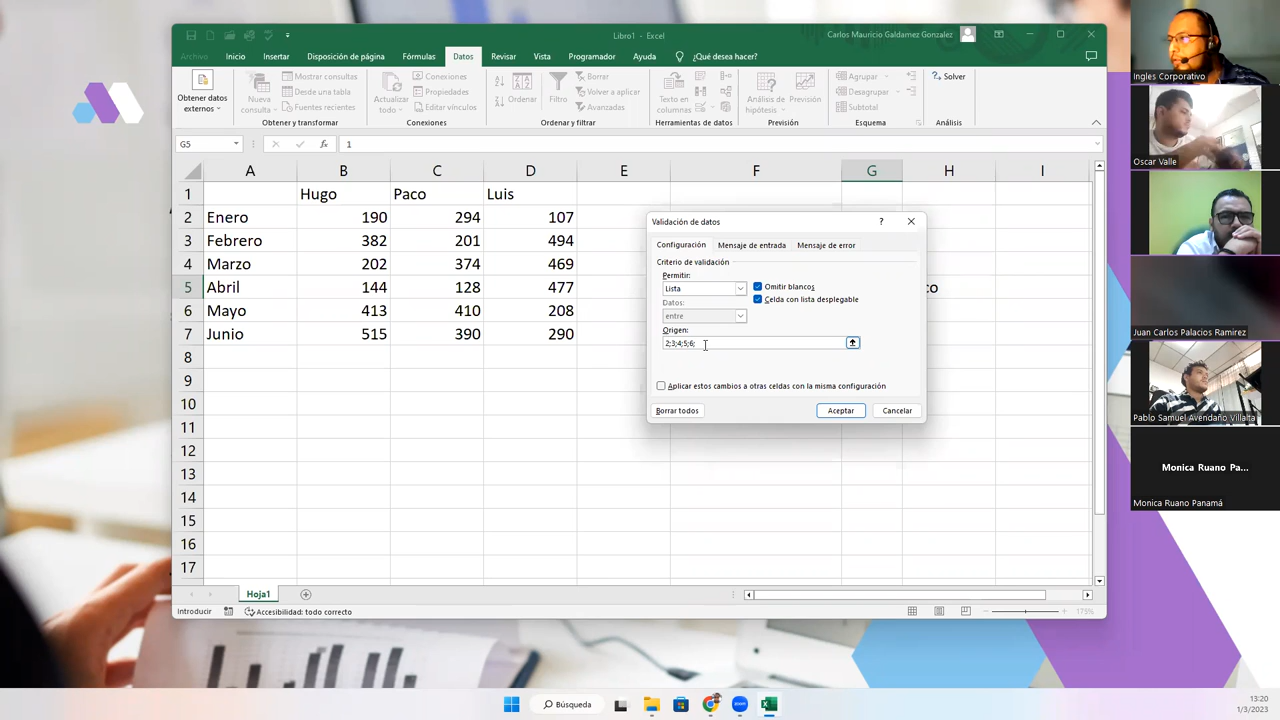 Libro1 - Excel
Carlos Mauricio Galdamez Gonzalez
Archivo Inicio Insertar Disposición de página Fórmulas Datos Revisar Vista Programador Ayuda ¿Qué desea hacer?
Obtener datos externos
Nueva consulta
Mostrar consultas
Desde una tabla
Fuentes recientes
Obtener y transformar
Actualizar todo
Conexiones
Propiedades
Editar vínculos
Conexiones
Ordenar
Filtro
Borrar
Volver a aplicar
Avanzadas
Ordenar y filtrar
Texto en columnas
Herramientas de datos
Análisis de hipótesis
Previsión
Previsión
Agrupar
Desagrupar
Subtotal
Esquema
Solver
Análisis
G5 fx 1
A B C D E F G H I
1 Hugo Paco Luis
2 Enero 190 294 107
3 Febrero 382 201 494
4 Marzo 202 374 469
5 Abril 144 128 477 co
6 Mayo 413 410 208
7 Junio 515 390 290
8
9
10
11
12
13
14
15
16
17
Validación de datos ?
Configuración Mensaje de entrada Mensaje de error
Criterio de validación
Permitir:
Lista
Omitir blancos
Celda con lista desplegable
Datos:
entre
Origen:
2;3;4;5;6;
Aplicar estos cambios a otras celdas con la misma configuración
Borrar todos Aceptar Cancelar
Hoja1
Introducir Accesibilidad: todo correcto 175%
Ingles Corporativo
Oscar Valle
Juan Carlos Palacios Ramirez
Pablo Samuel Avendaño Villalta
Monica Ruano Pa...
Monica Ruano Panamá
Búsqueda
zoom
13:20
1/3/2023